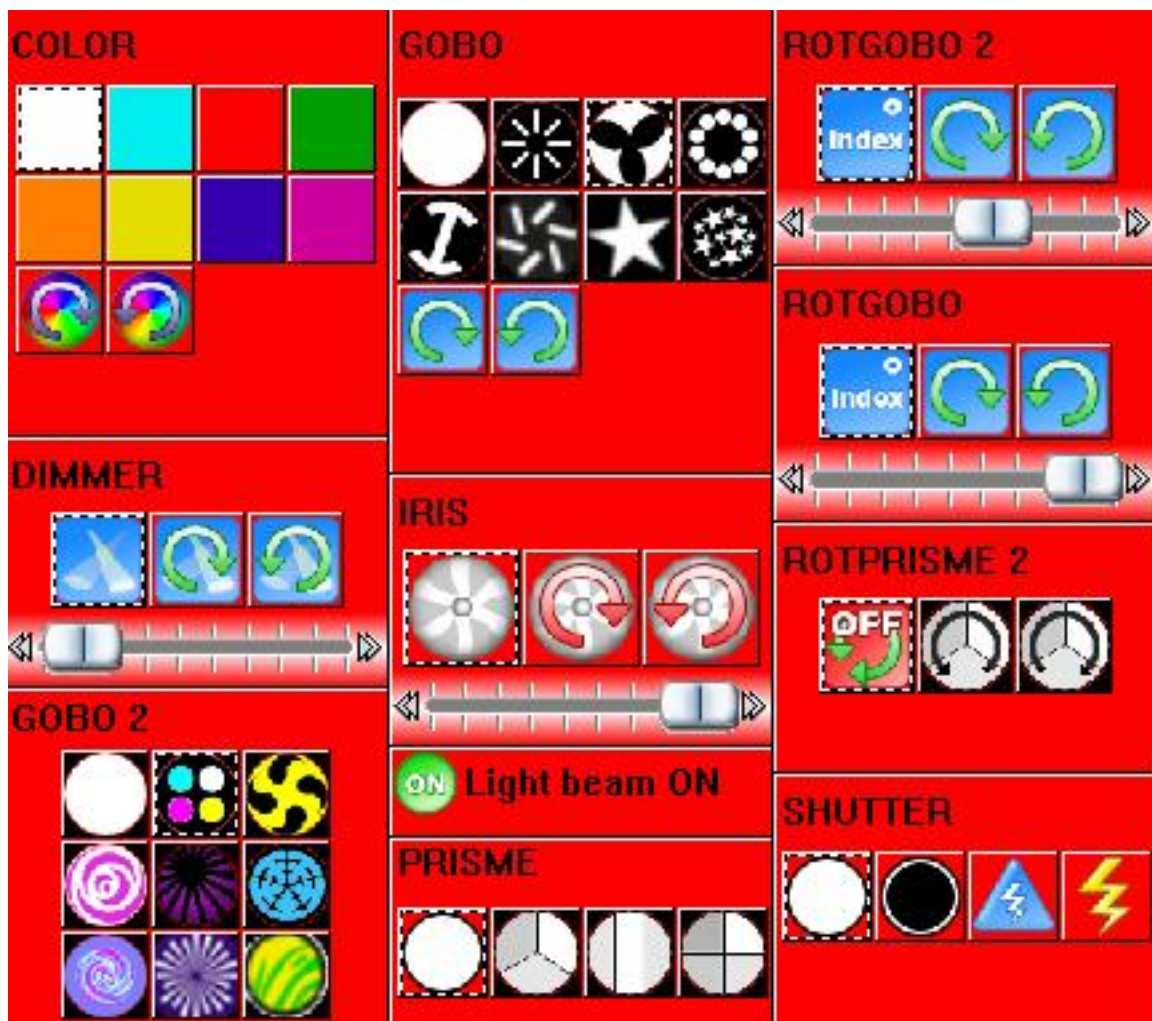 COLOR
DIMMER
GOBO 2
GOBO
IRIS
ON Light beam ON
PRISME
ROTGOBO 2
Index
ROTGOBO
Index
ROTPRISME 2
OFF
SHUTTER